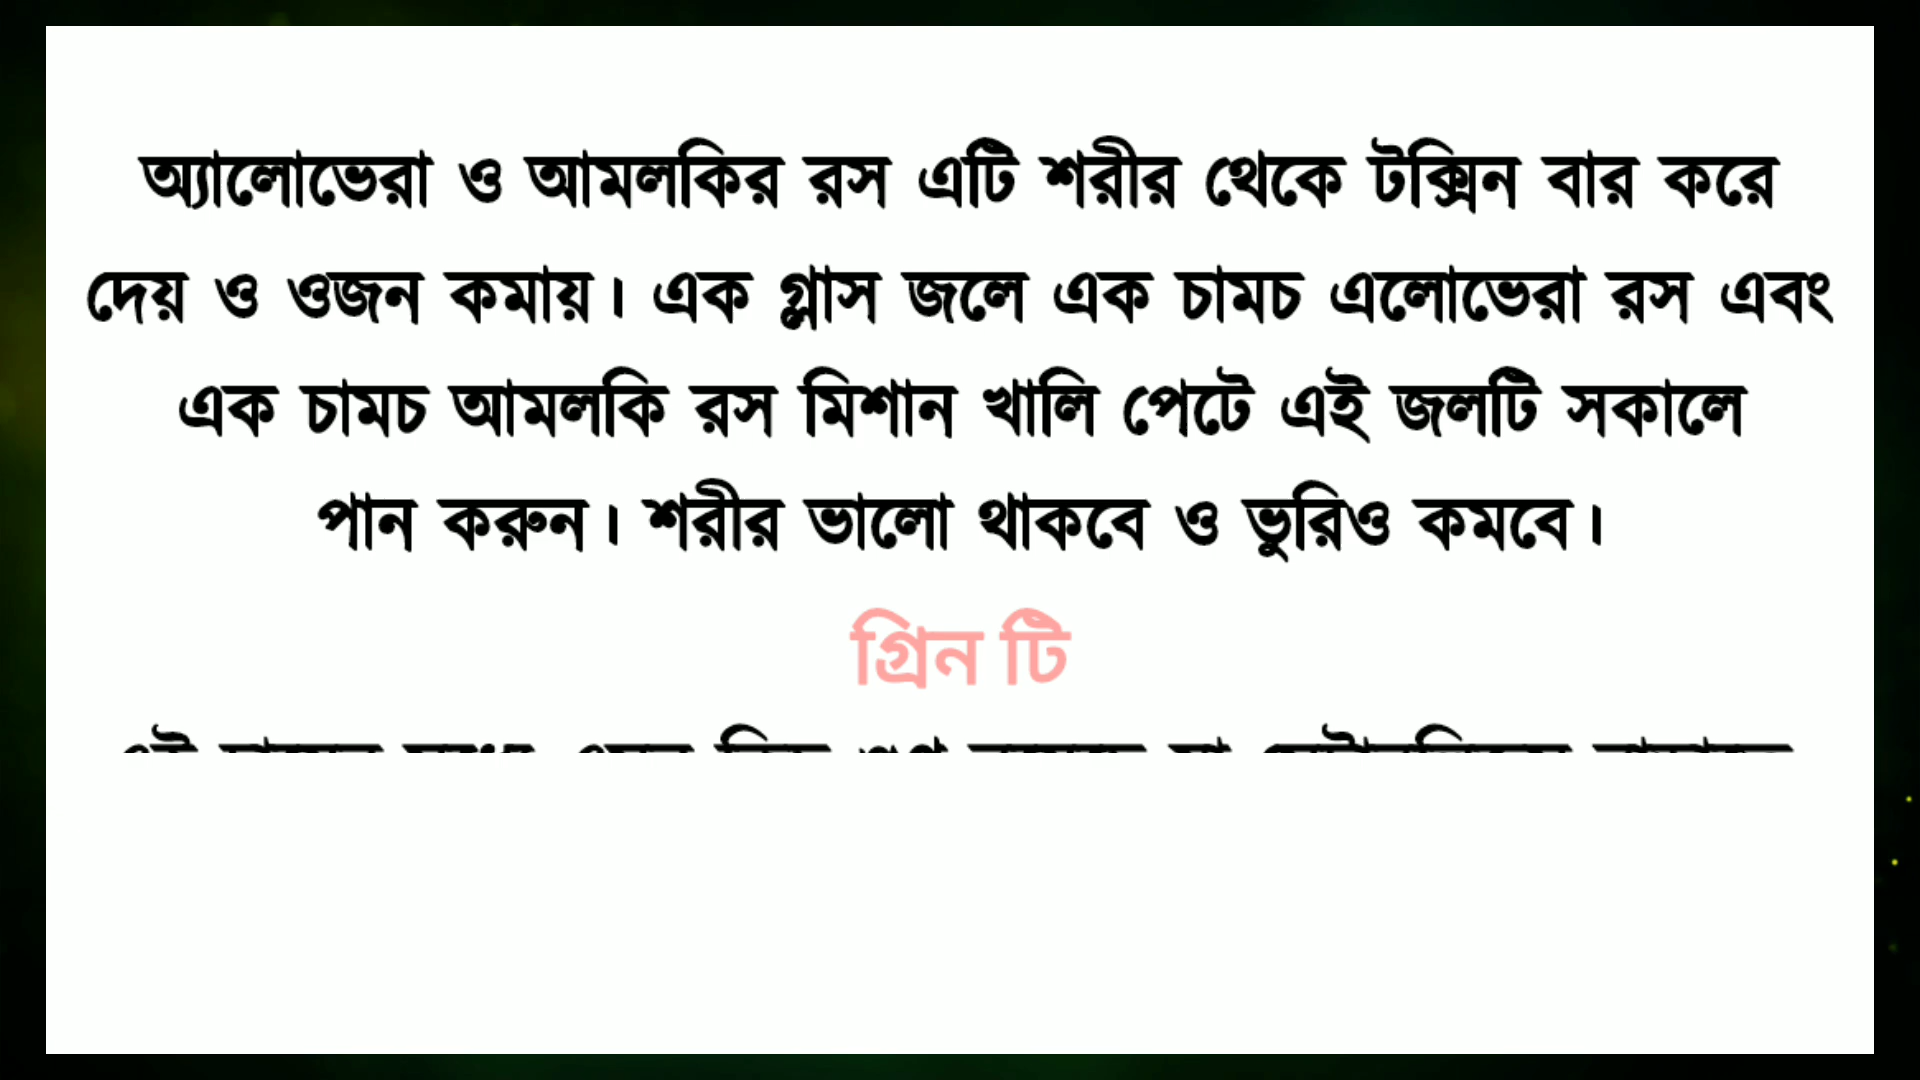 অ্যালোভেরা ও আমলকির রস এটি শরীর থেকে টক্সিন বার করে
দেয় ও ওজন কমায়। এক গ্লাস জলে এক চামচ এলোভেরা রস এবং
এক চামচ আমলকি রস মিশান খালি পেটে এই জলটি সকালে
পান করুন। শরীর ভালো থাকবে ও ভুরিও কমবে।
গ্রিন টি